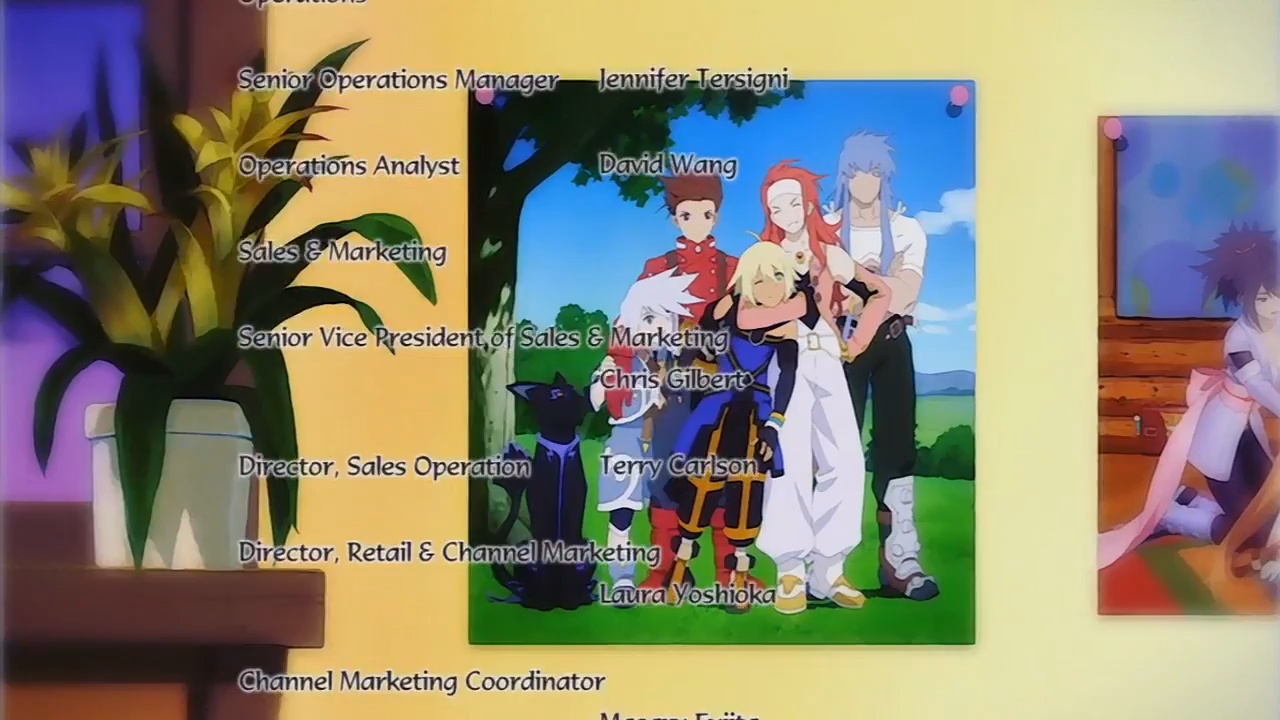 Operations
Senior Operations Manager Jennifer Tersigni
Operations Analyst David Wang
Sales & Marketing
Senior Vice President of Sales & Marketing
Chris Gilbert
Director, Sales Operation Terry Carlson
Director, Retail & Channel Marketing
Laura Yoshioka
Channel Marketing Coordinator